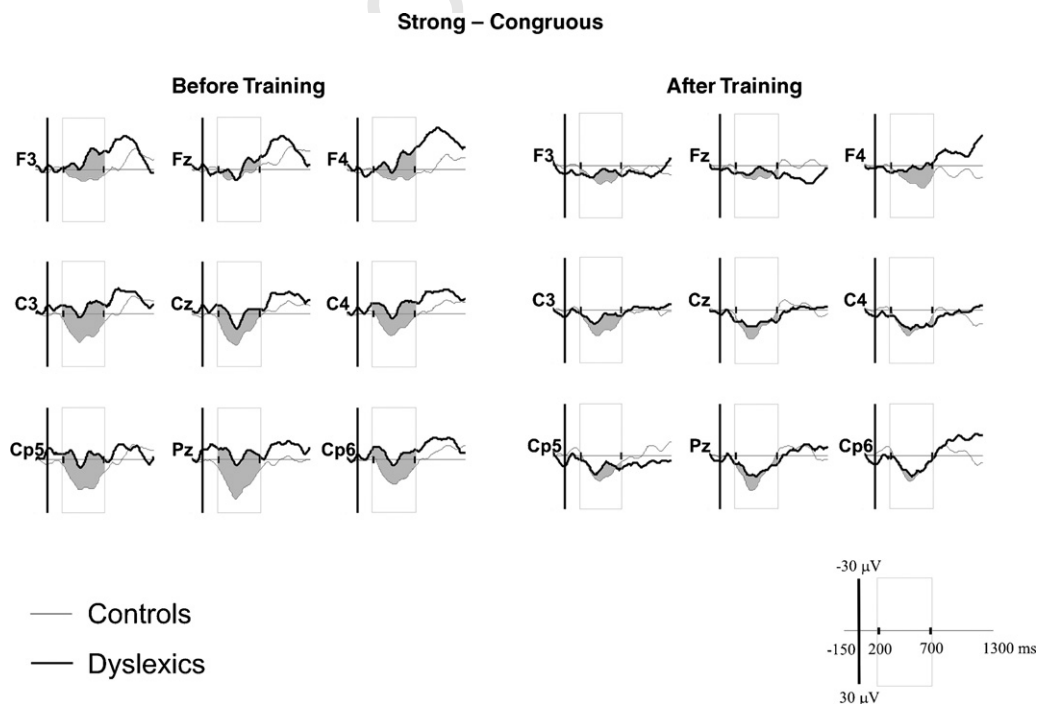 Strong – Congruous
Before Training
After Training
F3 Fz F4
F3 Fz F4
C3 Cz C4
C3 Cz C4
Cp5 Pz Cp6
Cp5 Pz Cp6
Controls
Dyslexics
-30 µV
-150 200 700 1300 ms
30 µV